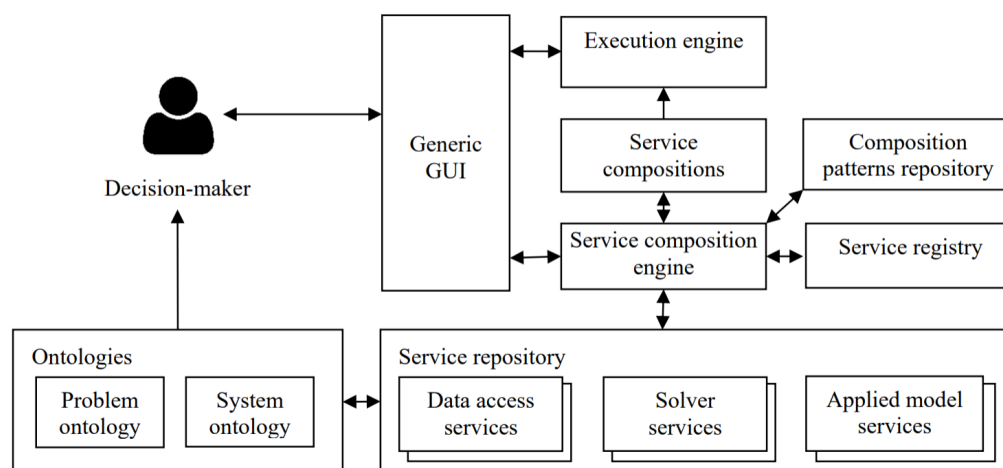 Execution engine
Generic
GUI
Service
compositions
Composition
patterns repository
Decision-maker
Service composition
engine
Service registry
Ontologies
Problem
ontology
System
ontology
Service repository
Data access
services
Solver
services
Applied model
services